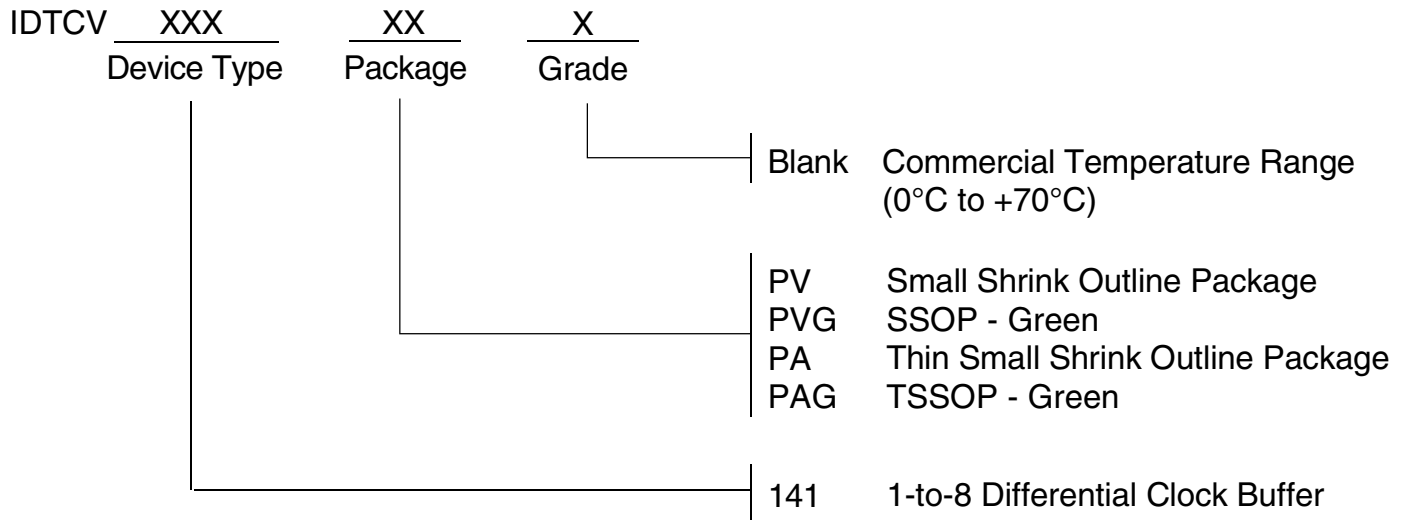 IDTCV XXX XX X
Device Type Package Grade
Blank Commercial Temperature Range
(0°C to +70°C)
PV Small Shrink Outline Package
PVG SSOP - Green
PA Thin Small Shrink Outline Package
PAG TSSOP - Green
141 1-to-8 Differential Clock Buffer